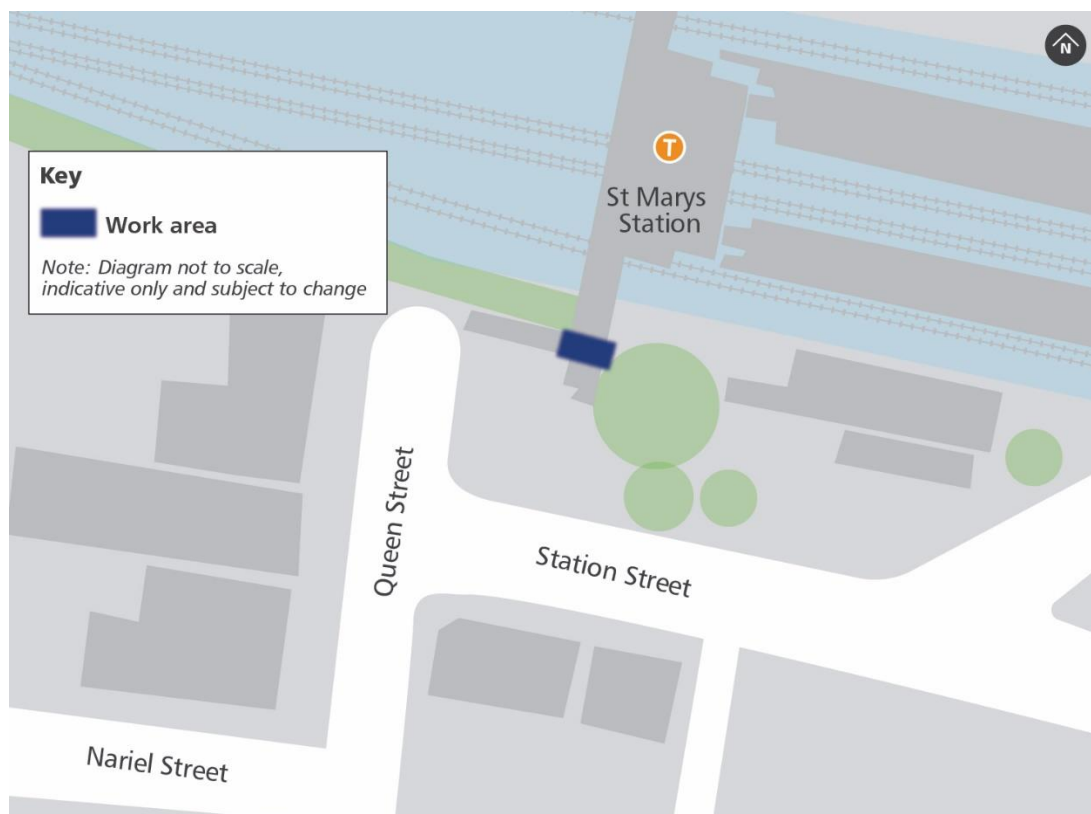 N
T
St Marys
Station
Key
Work area
Note: Diagram not to scale,
indicative only and subject to change
Queen Street
Station Street
Nariel Street